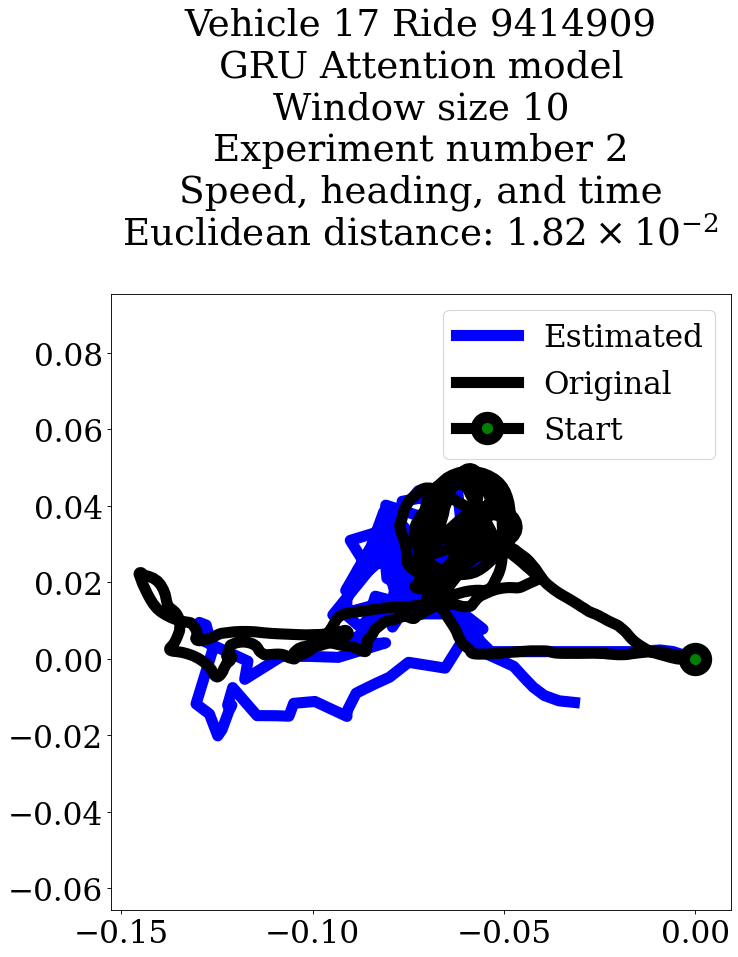 Vehicle 17 Ride 9414909
GRU Attention model
Window size 10
Experiment number 2
Speed, heading, and time
Euclidean distance: 1.82 × 10⁻²
Estimated
Original
Start
0.08
0.06
0.04
0.02
0.00
−0.02
−0.04
−0.06
−0.15 −0.10 −0.05 0.00